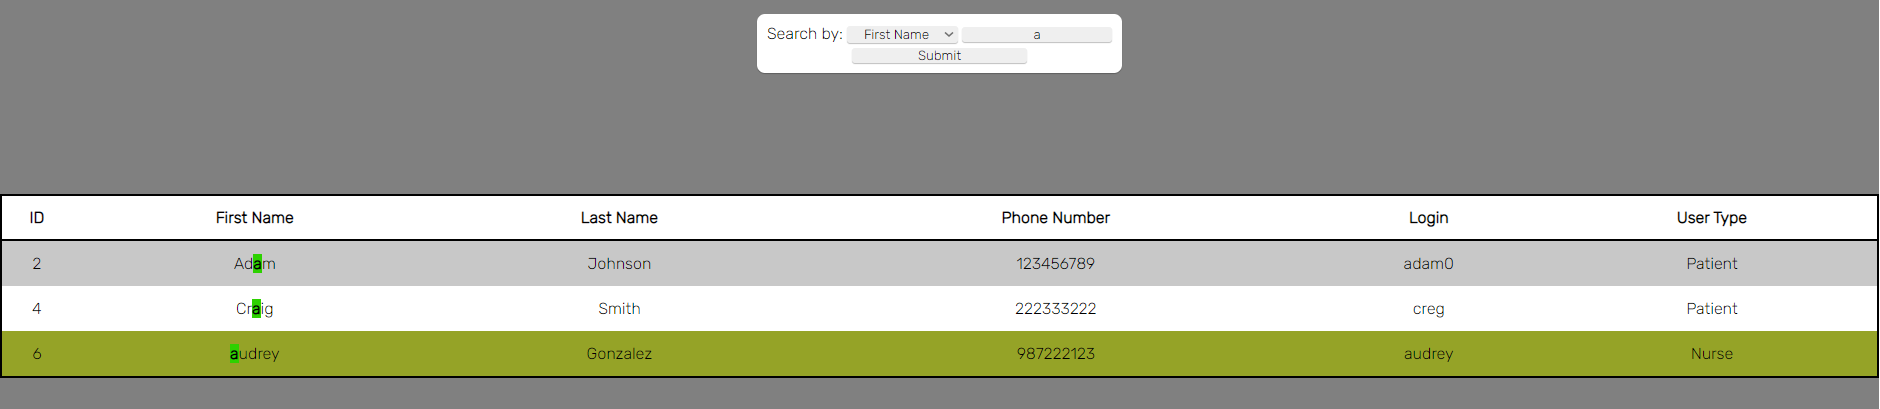 Search by: First Name a
Submit
ID First Name Last Name Phone Number Login User Type
2 Adam Johnson 123456789 adam0 Patient
4 Craig Smith 222333222 creg Patient
6 audrey Gonzalez 987222123 audrey Nurse